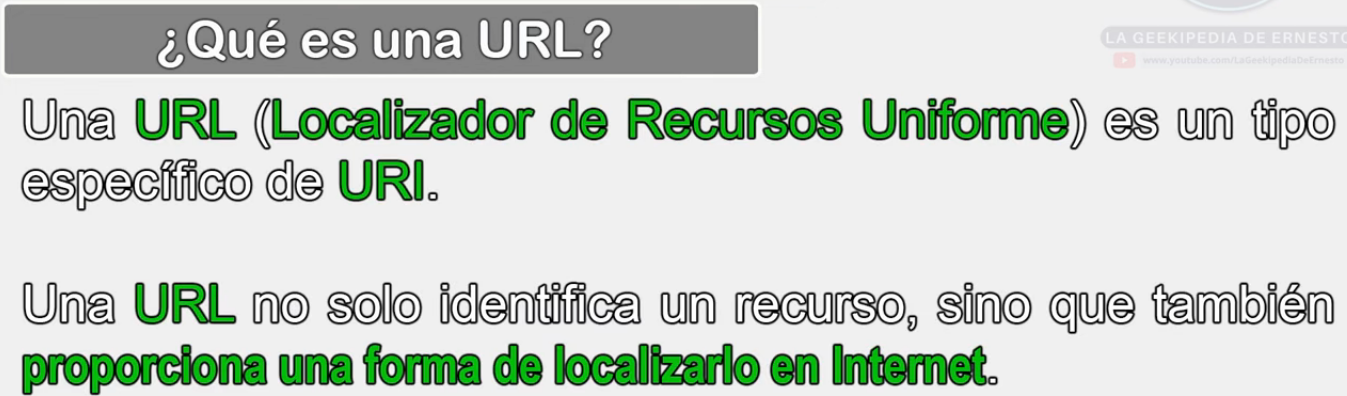 ¿Qué es una URL?
LA GEEKIPEDIA DE ERNESTO
www.youtube.com/LaGeekipediaDeErnesto
Una URL (Localizador de Recursos Uniforme) es un tipo
específico de URI.
Una URL no solo identifica un recurso, sino que también
proporciona una forma de localizarlo en Internet.